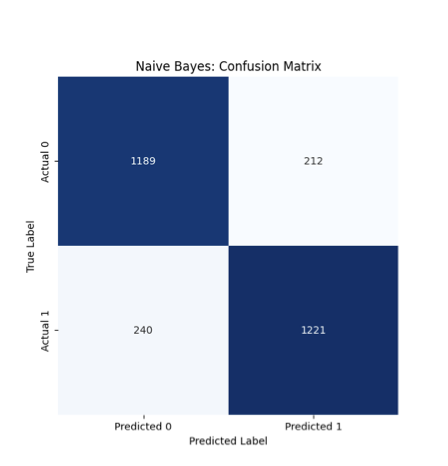 Naive Bayes: Confusion Matrix
Actual 0
1189
212
True Label
Actual 1
240
1221
Predicted 0
Predicted 1
Predicted Label